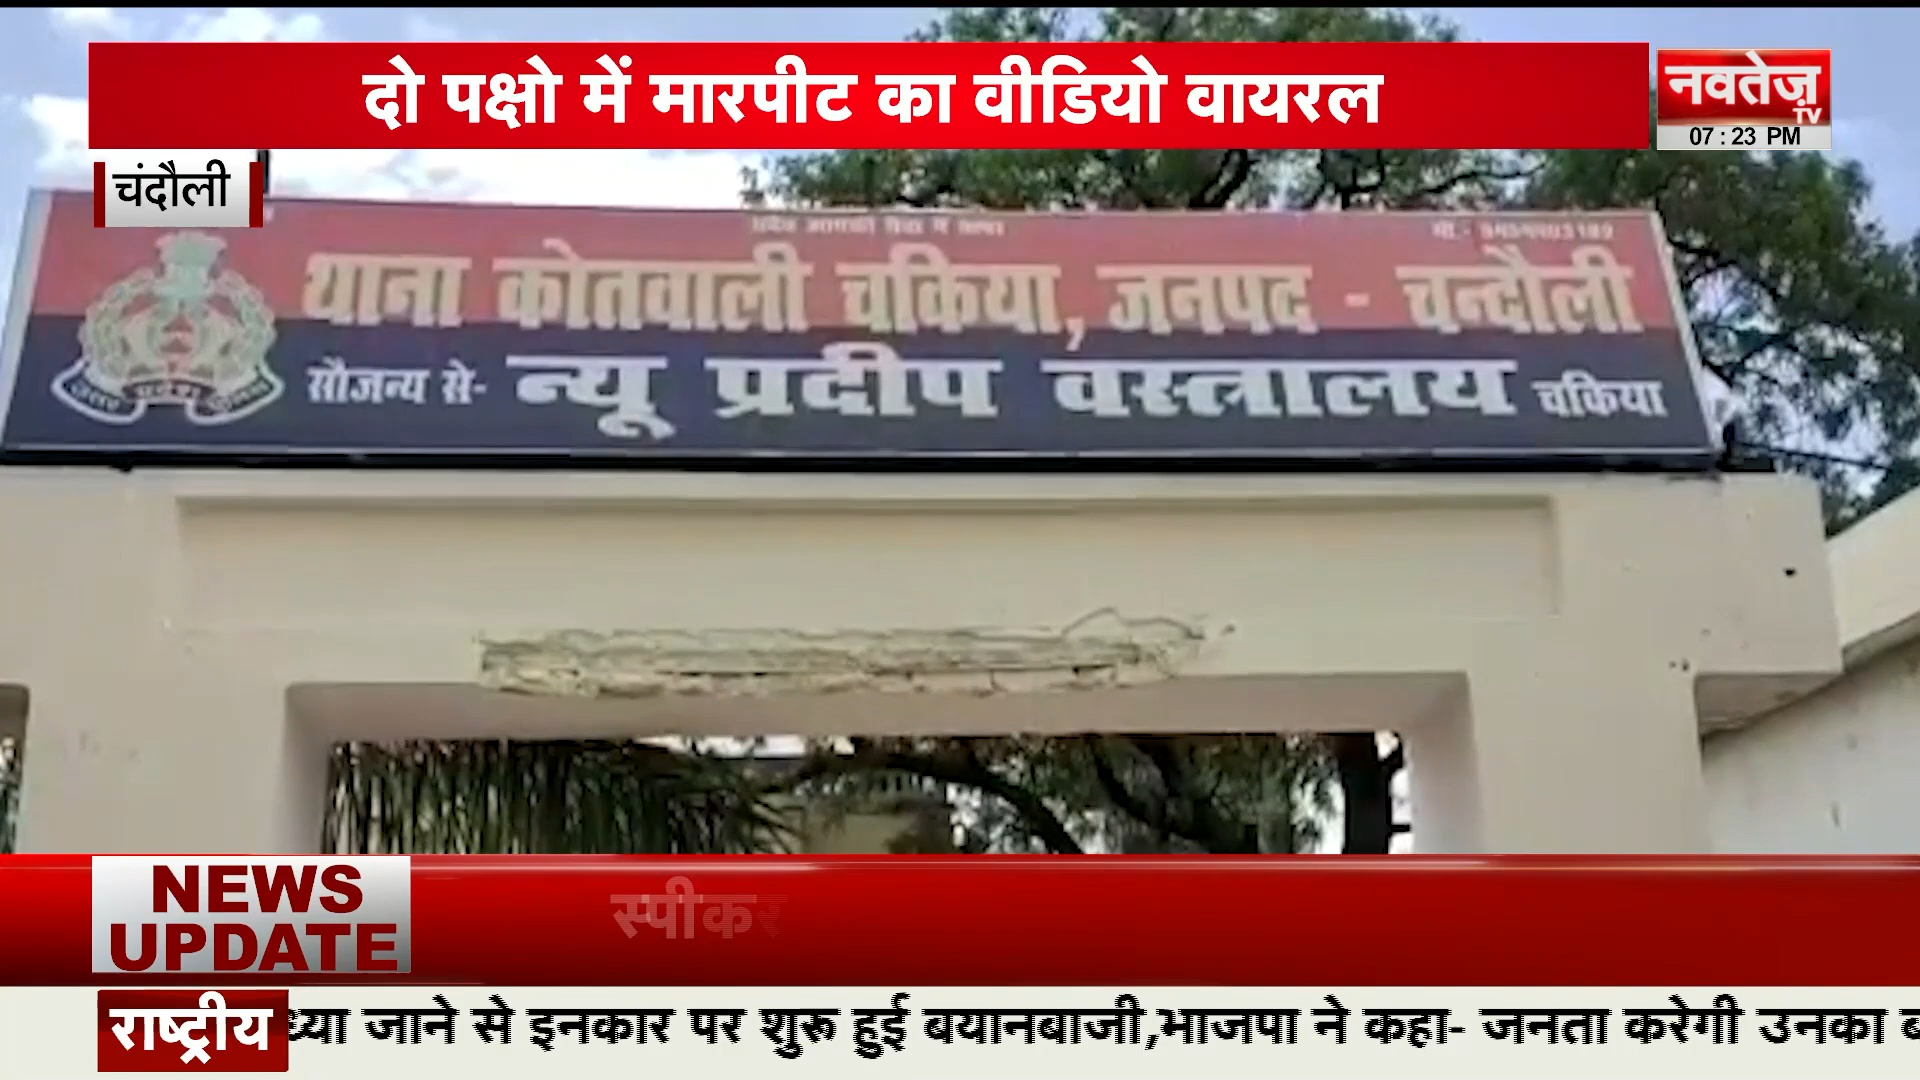 दो पक्षो में मारपीट का वीडियो वायरल
नवतेज़
TV
07 : 23 PM
चंदौली
थाना कोतवाली चकिया, जनपद - चन्दौली
सौजन्य से- न्यू प्रदीप वस्त्रालय चकिया
NEWS
UPDATE
स्पीकर
राष्ट्रीय ध्या जाने से इनकार पर शुरू हुई बयानबाजी,भाजपा ने कहा- जनता करेगी उनका